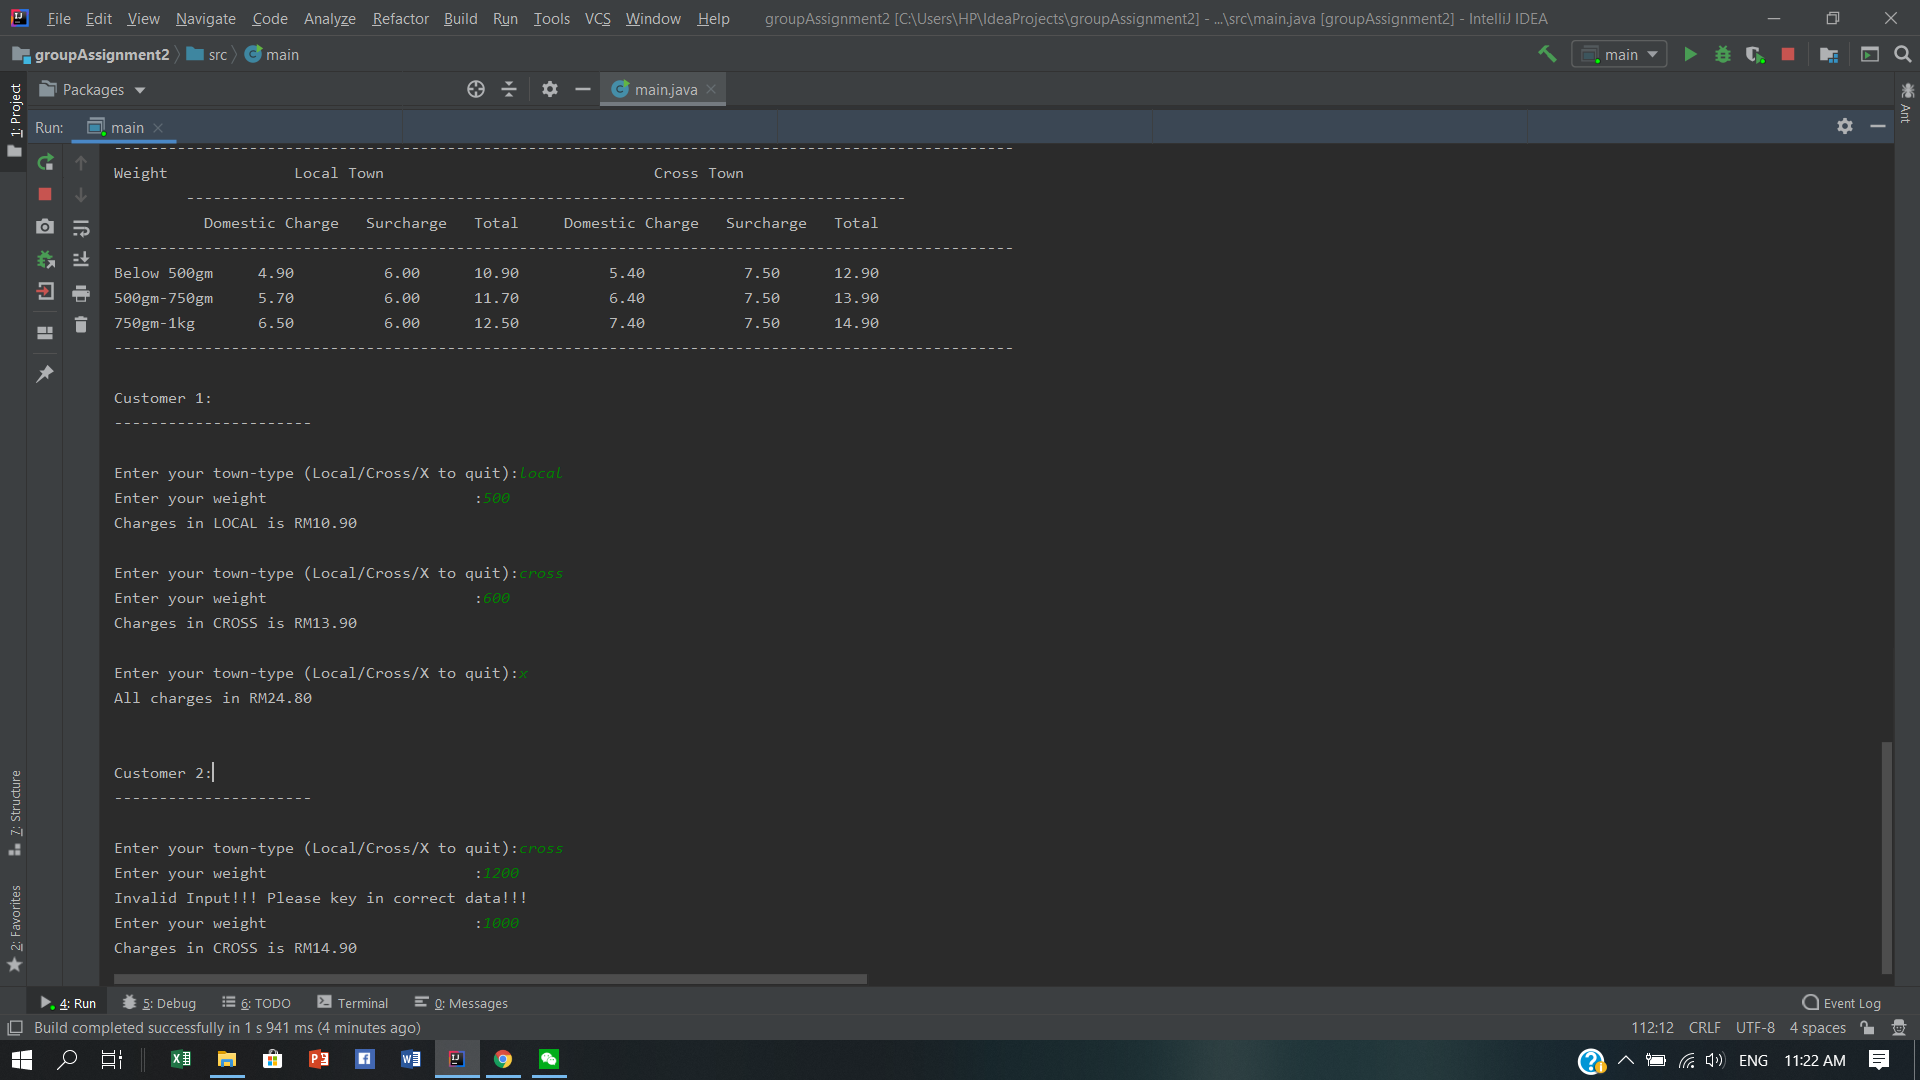 File Edit View Navigate Code Analyze Refactor Build Run Tools VCS Window Help groupAssignment2 [C:\Users\HP\IdeaProjects\groupAssignment2] - ...\src\main.java [groupAssignment2] - IntelliJ IDEA
groupAssignment2 src main main
Packages main.java
1: Project
Ant
Run: main
----------------------------------------------------------------------------------------------------
Weight Local Town Cross Town
--------------------------------------------------------------------------------
Domestic Charge Surcharge Total Domestic Charge Surcharge Total
----------------------------------------------------------------------------------------------------
Below 500gm 4.90 6.00 10.90 5.40 7.50 12.90
500gm-750gm 5.70 6.00 11.70 6.40 7.50 13.90
750gm-1kg 6.50 6.00 12.50 7.40 7.50 14.90
----------------------------------------------------------------------------------------------------
Customer 1:
----------------------
Enter your town-type (Local/Cross/X to quit):local
Enter your weight :500
Charges in LOCAL is RM10.90
Enter your town-type (Local/Cross/X to quit):cross
Enter your weight :600
Charges in CROSS is RM13.90
Enter your town-type (Local/Cross/X to quit):x
All charges in RM24.80
Customer 2:
----------------------
Enter your town-type (Local/Cross/X to quit):cross
Enter your weight :1200
Invalid Input!!! Please key in correct data!!!
Enter your weight :1000
Charges in CROSS is RM14.90
7: Structure
2: Favorites
4: Run 5: Debug 6: TODO Terminal 0: Messages Event Log
Build completed successfully in 1 s 941 ms (4 minutes ago) 112:12 CRLF UTF-8 4 spaces
ENG 11:22 AM